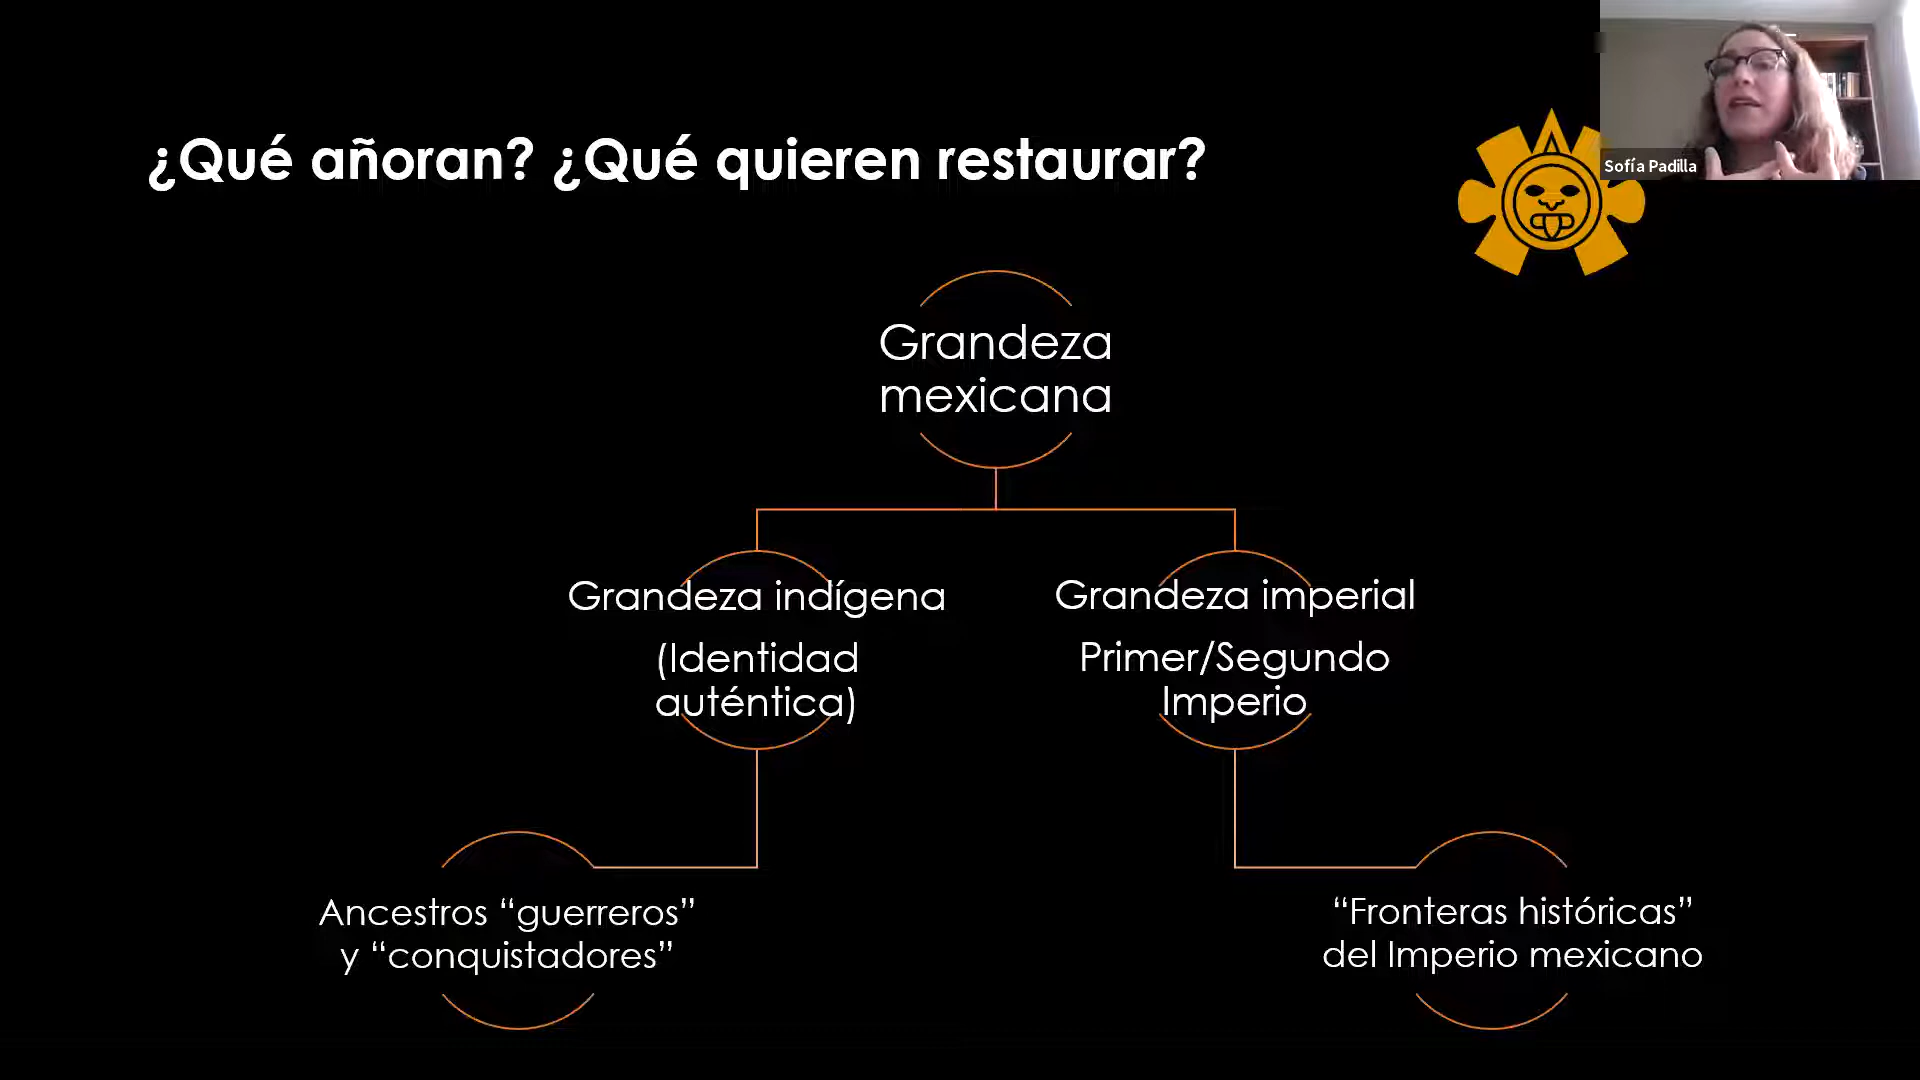 ¿Qué añoran? ¿Qué quieren restaurar?
Sofía Padilla
Grandeza
mexicana
Grandeza indígena
(Identidad
auténtica)
Grandeza imperial
Primer/Segundo
Imperio
Ancestros “guerreros”
y “conquistadores”
“Fronteras históricas”
del Imperio mexicano